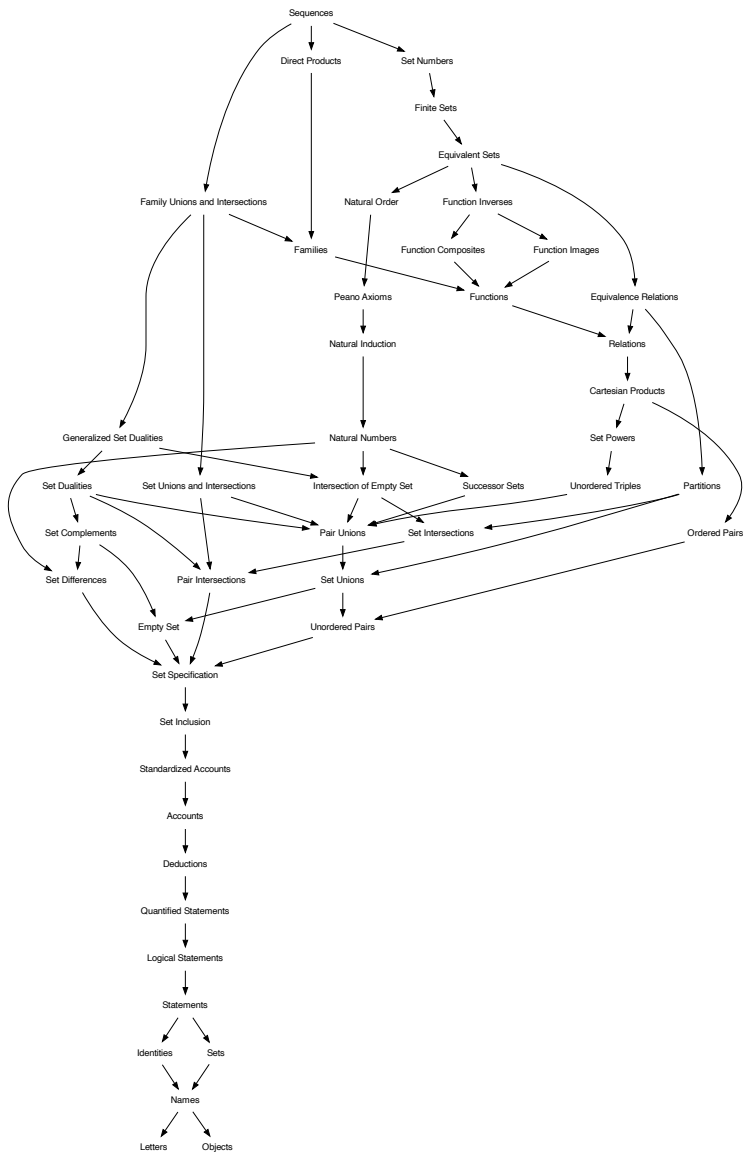 Sequences
Direct Products
Set Numbers
Finite Sets
Equivalent Sets
Family Unions and Intersections
Natural Order
Function Inverses
Families
Function Composites
Function Images
Peano Axioms
Functions
Equivalence Relations
Natural Induction
Relations
Cartesian Products
Generalized Set Dualities
Natural Numbers
Set Powers
Set Dualities
Set Unions and Intersections
Intersection of Empty Set
Successor Sets
Unordered Triples
Partitions
Set Complements
Pair Unions
Set Intersections
Ordered Pairs
Set Differences
Pair Intersections
Set Unions
Empty Set
Unordered Pairs
Set Specification
Set Inclusion
Standardized Accounts
Accounts
Deductions
Quantified Statements
Logical Statements
Statements
Identities
Sets
Names
Letters
Objects